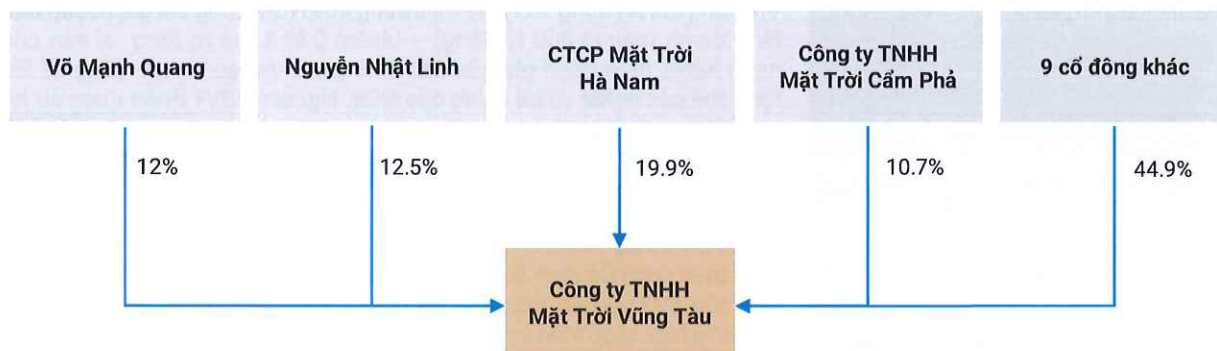 Võ Mạnh Quang
Nguyễn Nhật Linh
CTCP Mặt Trời
Hà Nam
Công ty TNHH
Mặt Trời Cẩm Phả
9 cổ đông khác
12%
12.5%
19.9%
10.7%
44.9%
Công ty TNHH
Mặt Trời Vũng Tàu